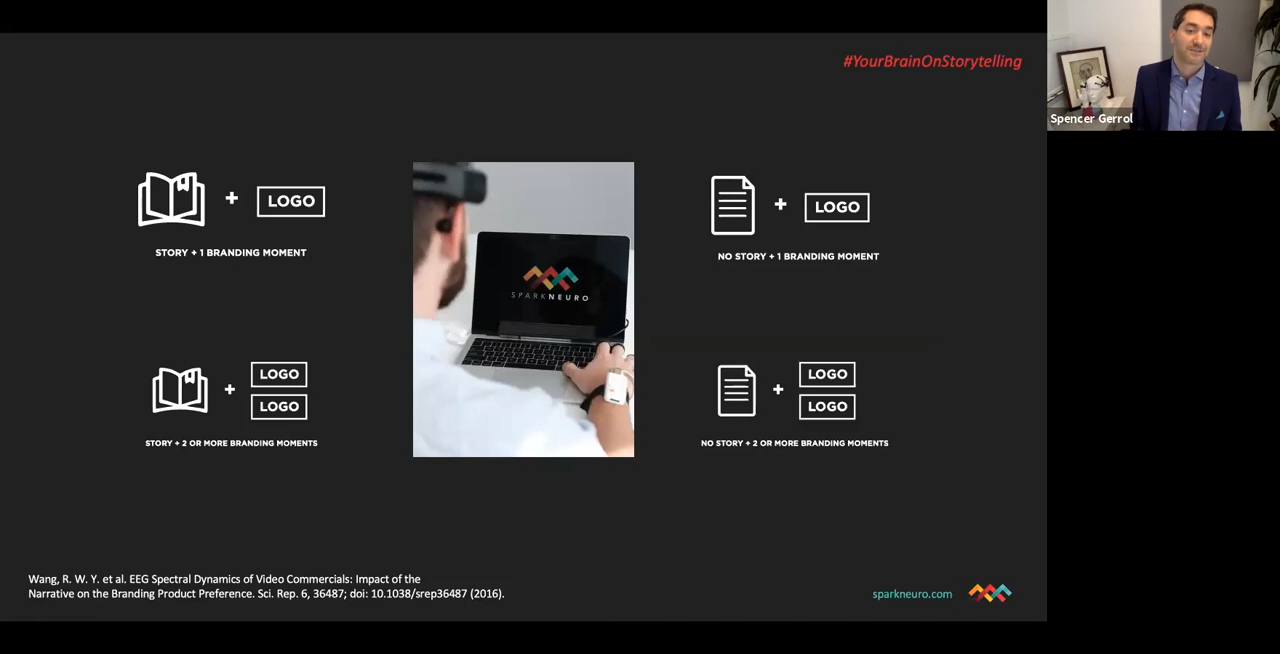 #YourBrainOnStorytelling
Spencer Gerrol
LOGO
STORY + 1 BRANDING MOMENT
LOGO
NO STORY + 1 BRANDING MOMENT
SPARKNEURO
LOGO
LOGO
STORY + 2 OR MORE BRANDING MOMENTS
LOGO
LOGO
NO STORY + 2 OR MORE BRANDING MOMENTS
Wang, R. W. Y. et al. EEG Spectral Dynamics of Video Commercials: Impact of the
Narrative on the Branding Product Preference. Sci. Rep. 6, 36487; doi: 10.1038/srep36487 (2016).
sparkneuro.com